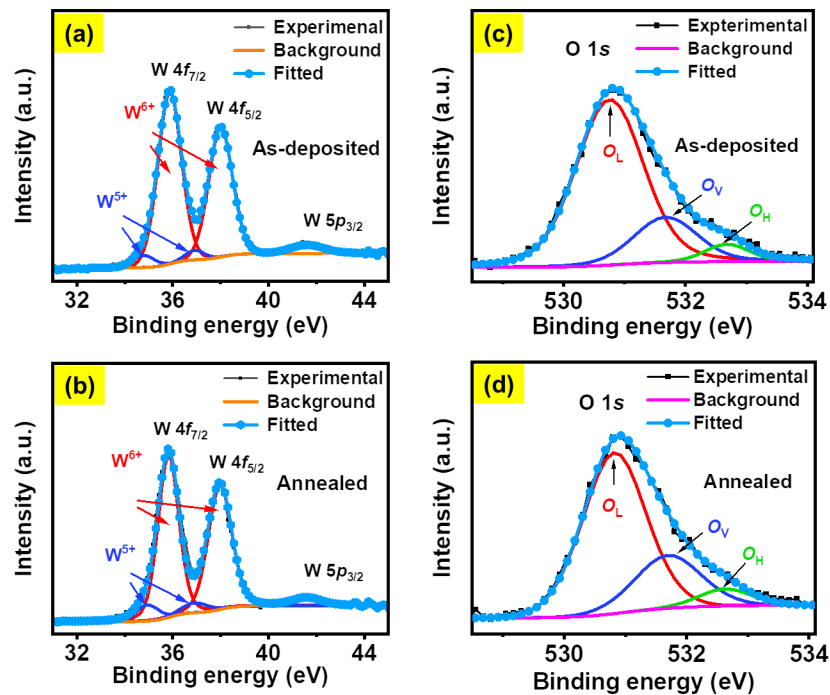 (a)
Experimenal
Background
Fitted
W 4f7/2
W 4f5/2
W6+
As-deposited
W5+
W 5p3/2
Intensity (a.u.)
32 36 40 44
Binding energy (eV)
(c)
Expterimental
Background
Fitted
O 1s
As-deposited
OL
OV
OH
Intensity (a.u.)
530 532 534
Binding energy (eV)
(b)
Experimental
Background
Fitted
W 4f7/2
W 4f5/2
W6+
Annealed
W5+
W 5p3/2
Intensity (a.u.)
32 36 40 44
Binding energy (eV)
(d)
Experimental
Background
Fitted
O 1s
Annealed
OL
OV
OH
Intensity (a.u.)
530 532 534
Binding energy (eV)